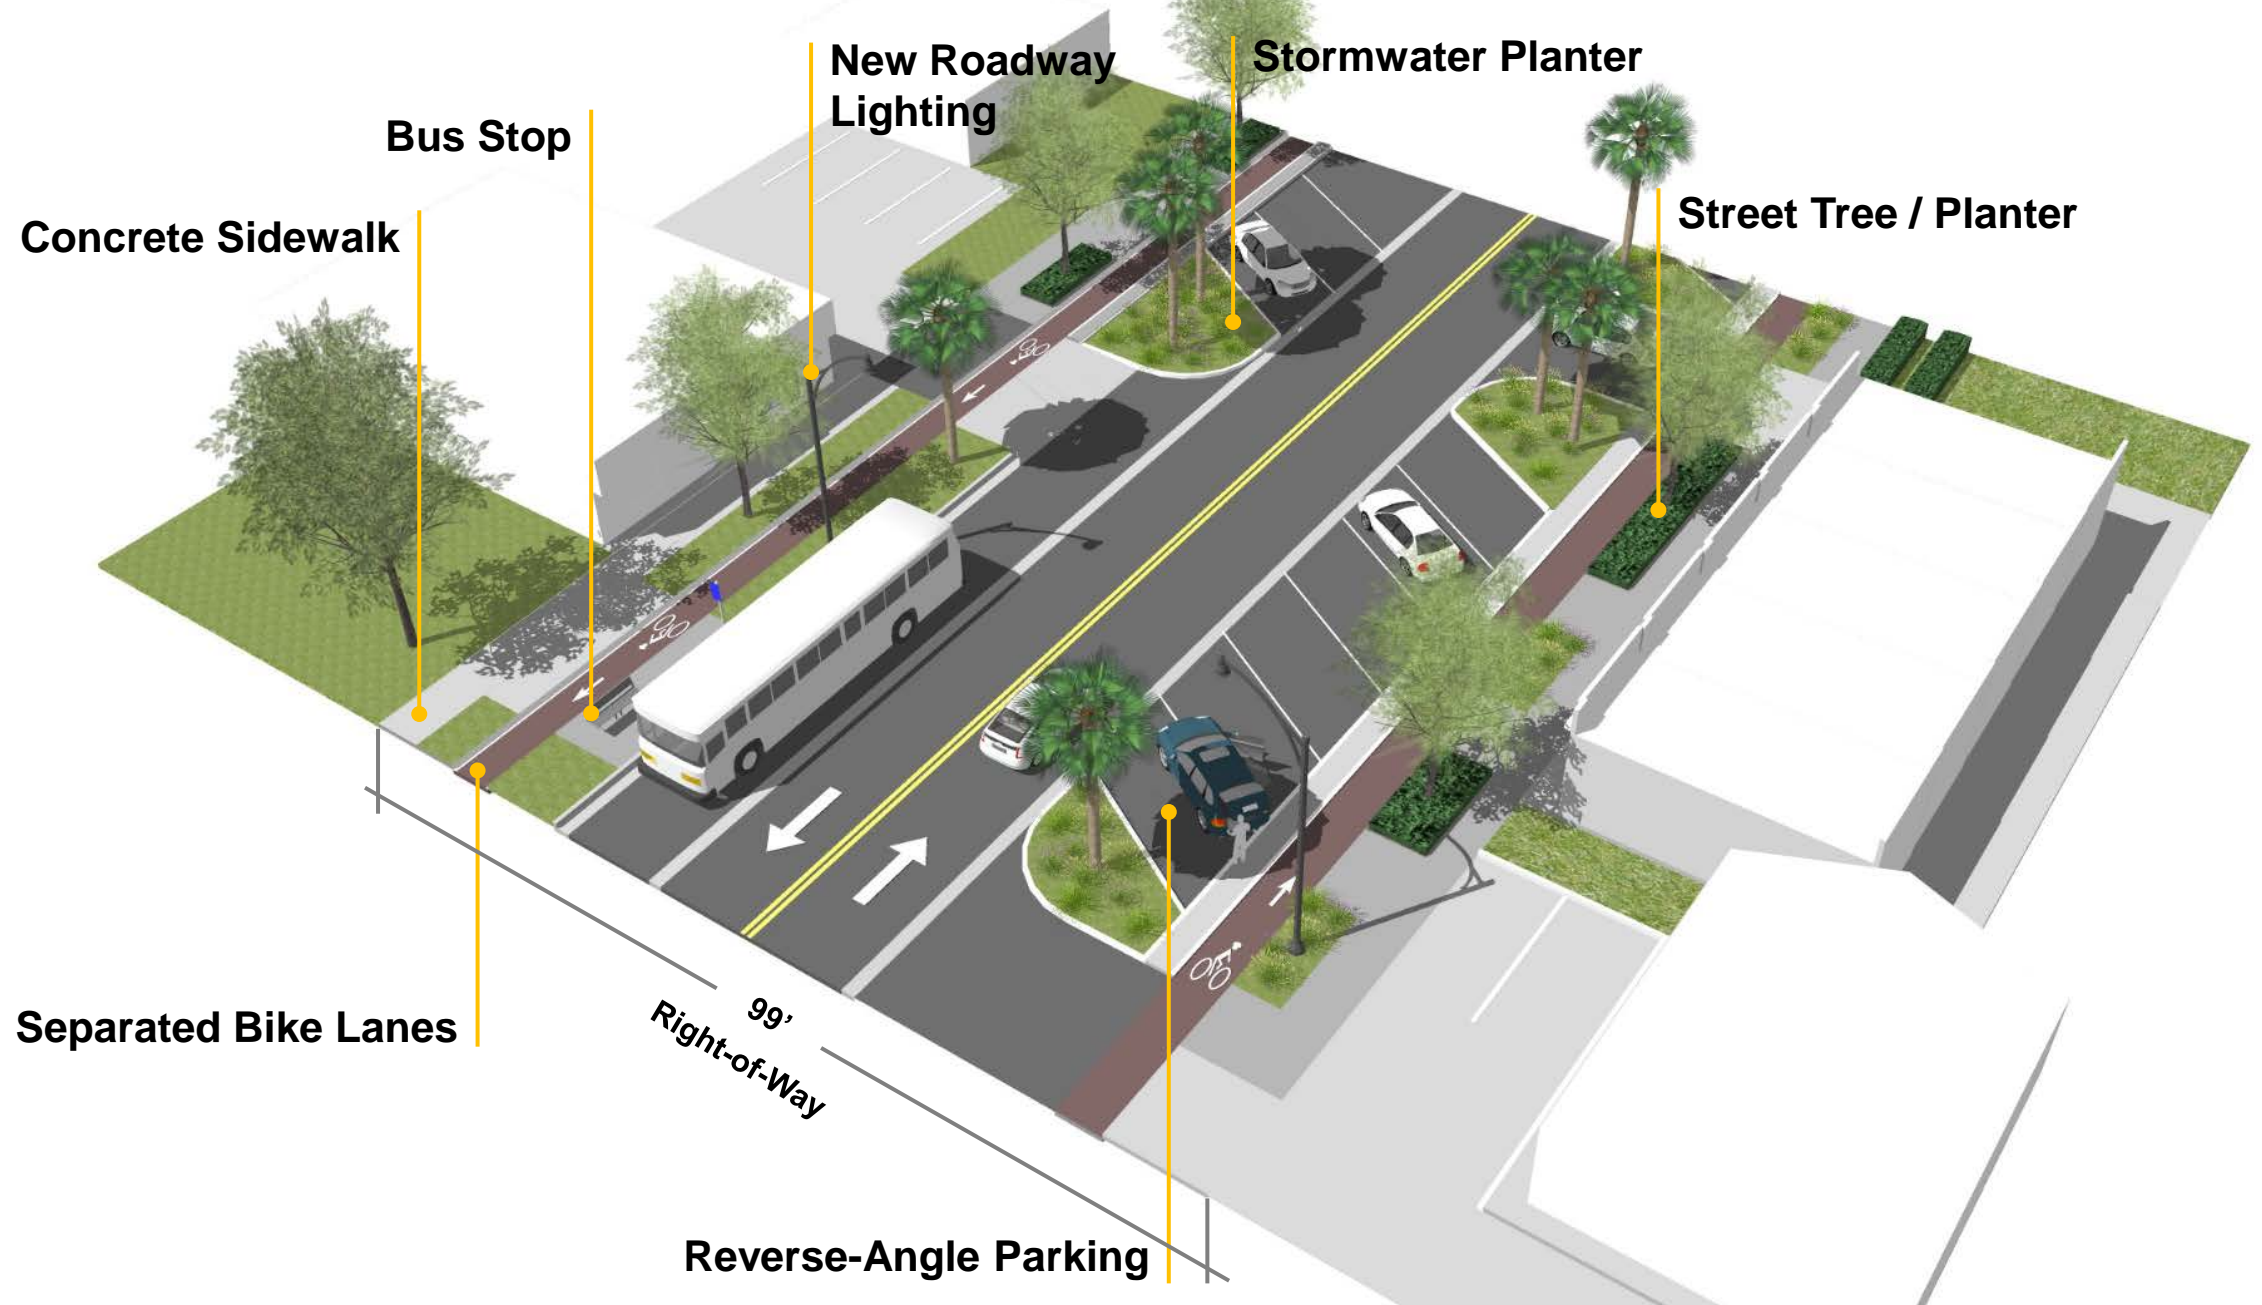 New Roadway
Lighting
Stormwater Planter
Bus Stop
Concrete Sidewalk
Street Tree / Planter
Separated Bike Lanes
99’
Right-of-Way
Reverse-Angle Parking